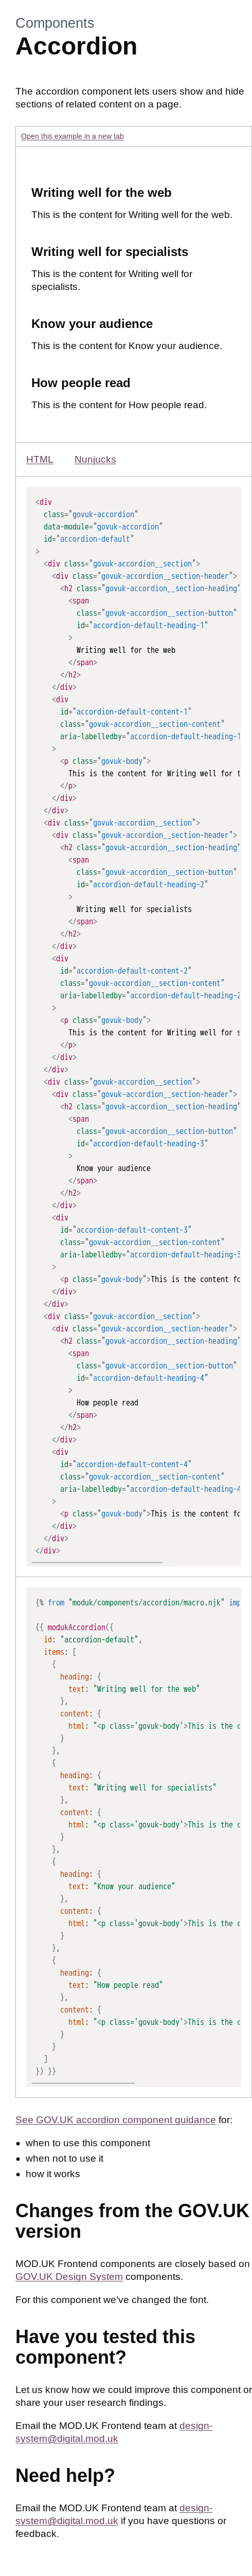 Components
Accordion
The accordion component lets users show and hide
sections of related content on a page.
Open this example in a new tab
Writing well for the web
This is the content for Writing well for the web.
Writing well for specialists
This is the content for Writing well for
specialists.
Know your audience
This is the content for Know your audience.
How people read
This is the content for How people read.
HTML Nunjucks
<div
class="govuk-accordion"
data-module="govuk-accordion"
id="accordion-default"
>
<div class="govuk-accordion__section">
<div class="govuk-accordion__section-header">
<h2 class="govuk-accordion__section-heading"
<span
class="govuk-accordion__section-button"
id="accordion-default-heading-1"
>
Writing well for the web
</span>
</h2>
</div>
<div
id="accordion-default-content-1"
class="govuk-accordion__section-content"
aria-labelledby="accordion-default-heading-1
>
<p class="govuk-body">
This is the content for Writing well for t
</p>
</div>
</div>
<div class="govuk-accordion__section">
<div class="govuk-accordion__section-header">
<h2 class="govuk-accordion__section-heading"
<span
class="govuk-accordion__section-button"
id="accordion-default-heading-2"
>
Writing well for specialists
</span>
</h2>
</div>
<div
id="accordion-default-content-2"
class="govuk-accordion__section-content"
aria-labelledby="accordion-default-heading-2
>
<p class="govuk-body">
This is the content for Writing well for s
</p>
</div>
</div>
<div class="govuk-accordion__section">
<div class="govuk-accordion__section-header">
<h2 class="govuk-accordion__section-heading"
<span
class="govuk-accordion__section-button"
id="accordion-default-heading-3"
>
Know your audience
</span>
</h2>
</div>
<div
id="accordion-default-content-3"
class="govuk-accordion__section-content"
aria-labelledby="accordion-default-heading-3
>
<p class="govuk-body">This is the content fo
</div>
</div>
<div class="govuk-accordion__section">
<div class="govuk-accordion__section-header">
<h2 class="govuk-accordion__section-heading"
<span
class="govuk-accordion__section-button"
id="accordion-default-heading-4"
>
How people read
</span>
</h2>
</div>
<div
id="accordion-default-content-4"
class="govuk-accordion__section-content"
aria-labelledby="accordion-default-heading-4
>
<p class="govuk-body">This is the content fo
</div>
</div>
</div>
{% from "moduk/components/accordion/macro.njk" imp
{{ modukAccordion({
id: "accordion-default",
items: [
{
heading: {
text: "Writing well for the web"
},
content: {
html: "<p class='govuk-body'>This is the c
}
},
{
heading: {
text: "Writing well for specialists"
},
content: {
html: "<p class='govuk-body'>This is the c
}
},
{
heading: {
text: "Know your audience"
},
content: {
html: "<p class='govuk-body'>This is the c
}
},
{
heading: {
text: "How people read"
},
content: {
html: "<p class='govuk-body'>This is the c
}
}
]
}) }}
See GOV.UK accordion component guidance for:
• when to use this component
• when not to use it
• how it works
Changes from the GOV.UK
version
MOD.UK Frontend components are closely based on
GOV.UK Design System components.
For this component we've changed the font.
Have you tested this
component?
Let us know how we could improve this component or
share your user research findings.
Email the MOD.UK Frontend team at design-
system@digital.mod.uk
Need help?
Email the MOD.UK Frontend team at design-
system@digital.mod.uk if you have questions or
feedback.